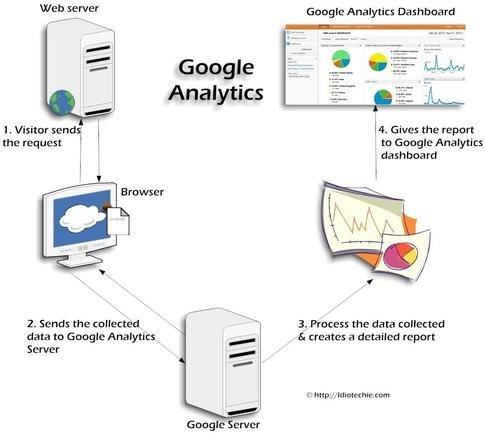 Web server
Google Analytics Dashboard
Google
Analytics
1. Visitor sends
the request
4. Gives the report
to Google Analytics
dashboard
Browser
2. Sends the collected
data to Google Analytics
Server
3. Process the data collected
& creates a detailed report
Google Server
© http://Idiotechie.com